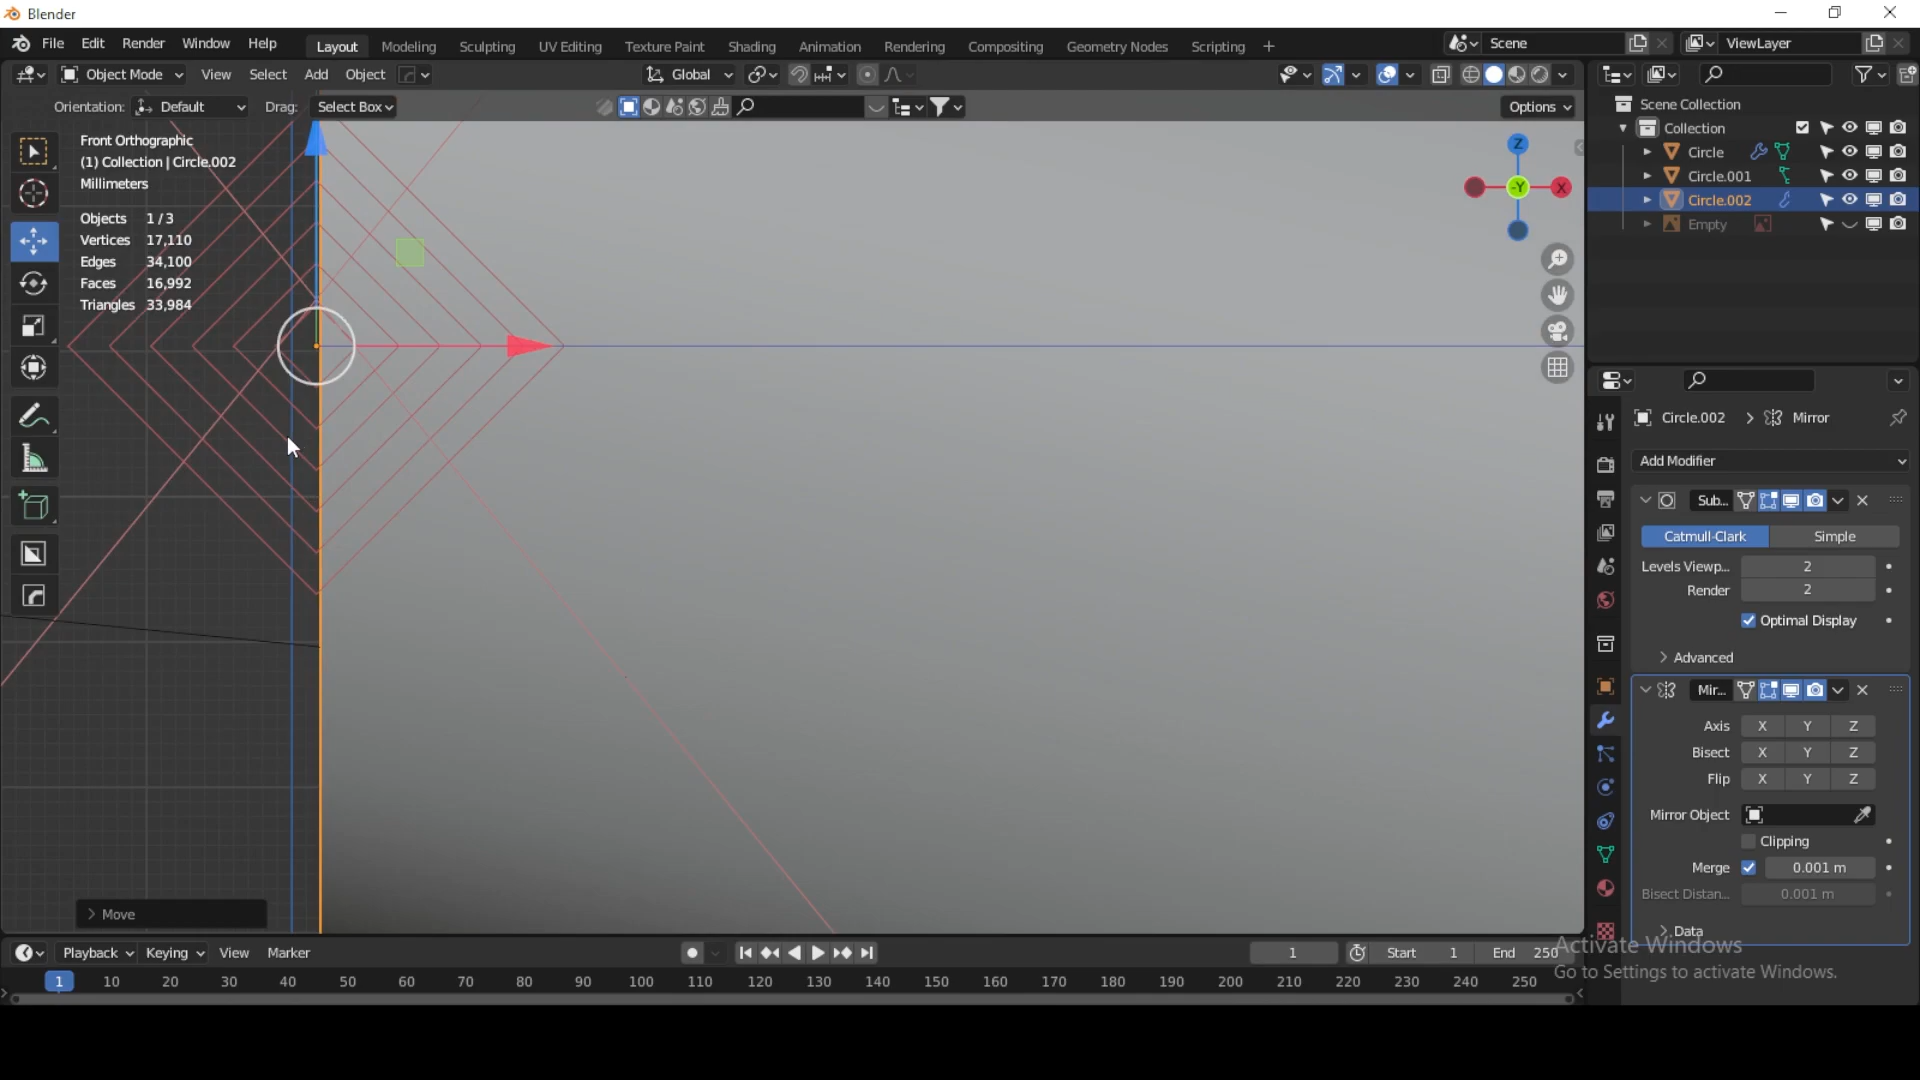 Blender
File Edit Render Window Help Layout Modeling Sculpting UV Editing Texture Paint Shading Animation Rendering Compositing Geometry Nodes Scripting + Scene ViewLayer
Object Mode View Select Add Object Global
Orientation: Default Drag: Select Box Options
Front Orthographic
(1) Collection | Circle.002
Millimeters
Objects 1/3
Vertices 17,110
Edges 34,100
Faces 16,992
Triangles 33,984
Z
-Y
X
Scene Collection
Collection
Circle
Circle.001
Circle.002
Empty
Circle.002 > Mirror
Add Modifier
Sub...
Catmull-Clark Simple
Levels Viewp... 2
Render 2
Optimal Display
Advanced
Mir...
Axis X Y Z
Bisect X Y Z
Flip X Y Z
Mirror Object
Clipping
Merge 0.001 m
Bisect Distan... 0.001 m
Data
> Move
Activate Windows
Go to Settings to activate Windows.
Playback Keying View Marker 1 Start 1 End 250
1 10 20 30 40 50 60 70 80 90 100 110 120 130 140 150 160 170 180 190 200 210 220 230 240 250